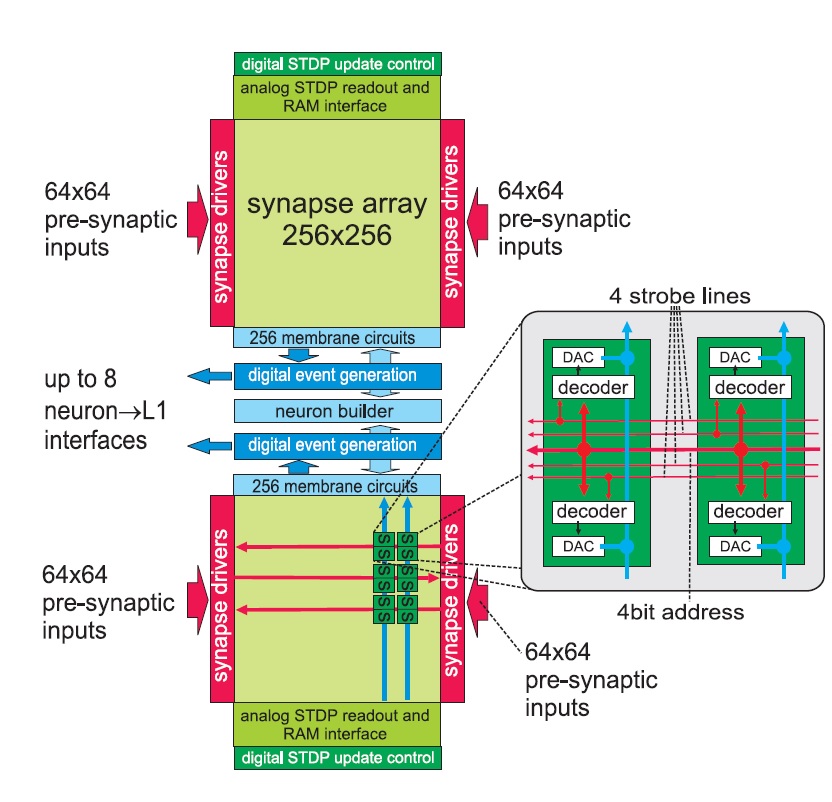 digital STDP update control
analog STDP readout and
RAM interface
synapse drivers
synapse array
256x256
synapse drivers
64x64
pre-synaptic
inputs
64x64
pre-synaptic
inputs
256 membrane circuits
digital event generation
neuron builder
digital event generation
256 membrane circuits
up to 8
neuron→L1
interfaces
4 strobe lines
DAC
decoder
decoder
DAC
DAC
decoder
decoder
DAC
4bit address
synapse drivers
S S
S S
S S
S S
S S
S S
synapse drivers
64x64
pre-synaptic
inputs
64x64
pre-synaptic
inputs
analog STDP readout and
RAM interface
digital STDP update control